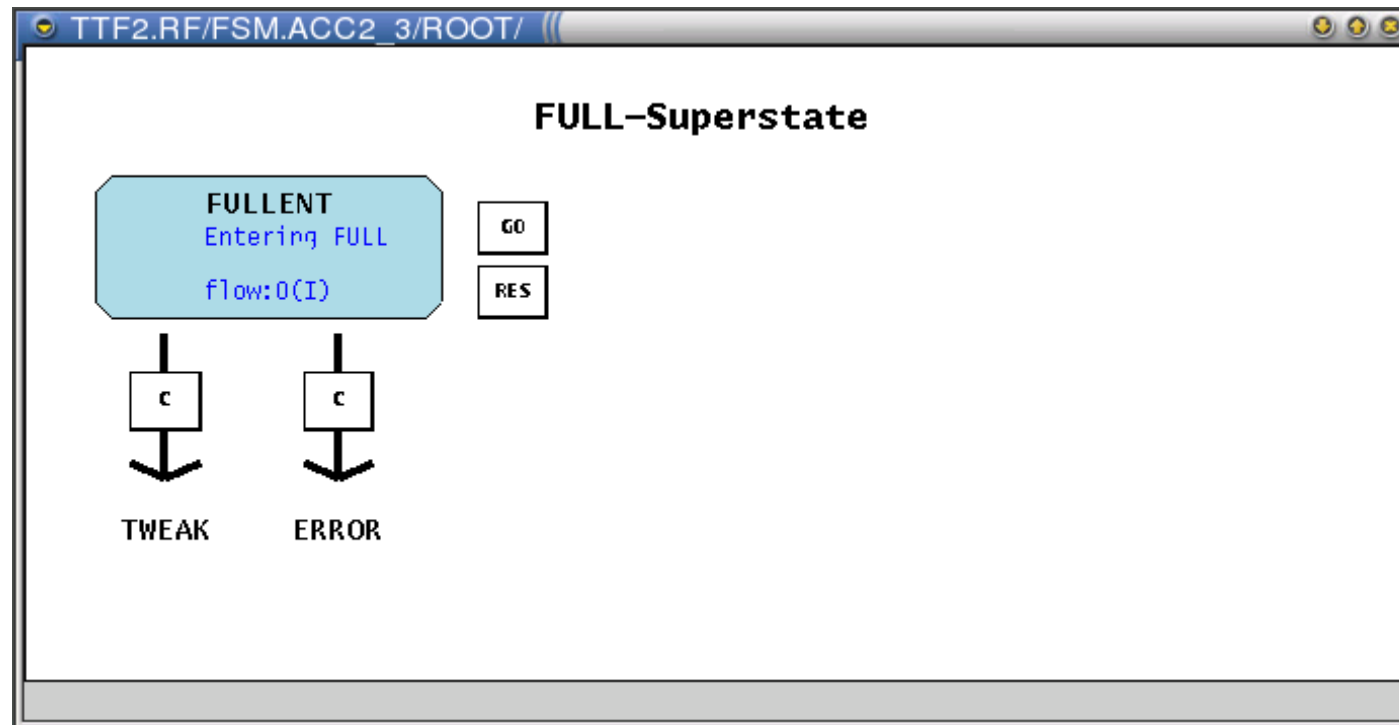 TTF2.RF/FSM.ACC2_3/ROOT/
FULL-Superstate
FULLENT
Entering FULL
flow:0(I)
GO
RES
C C
TWEAK ERROR